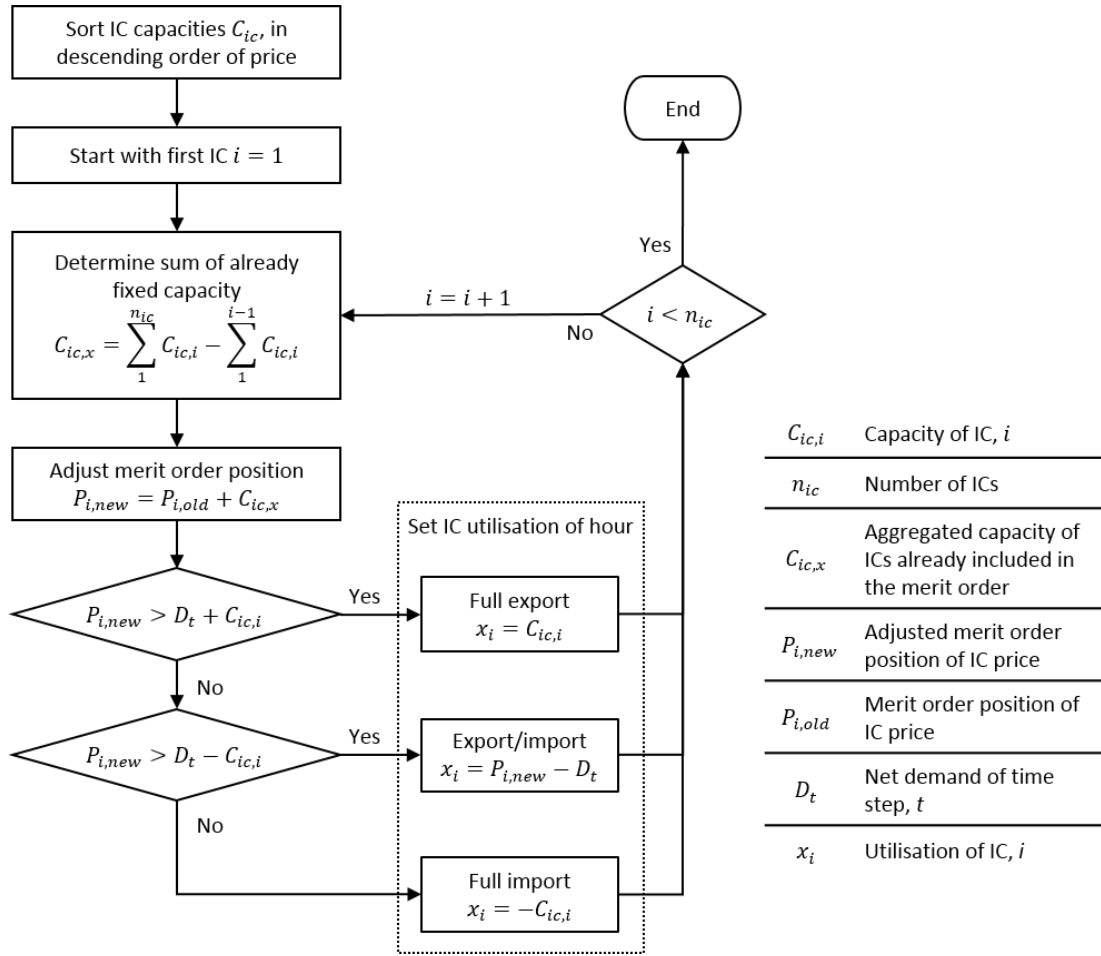 Sort IC capacities C_ic, in
descending order of price
Start with first IC i = 1
Determine sum of already
fixed capacity
C_ic,x = ∑_1^{n_ic} C_ic,i − ∑_1^{i−1} C_ic,i
Adjust merit order position
P_i,new = P_i,old + C_ic,x
P_i,new > D_t + C_ic,i
Yes
No
P_i,new > D_t − C_ic,i
Yes
No
Set IC utilisation of hour
Full export
x_i = C_ic,i
Export/import
x_i = P_i,new − D_t
Full import
x_i = −C_ic,i
End
Yes
i < n_ic
No
i = i + 1
C_ic,i Capacity of IC, i
n_ic Number of ICs
C_ic,x Aggregated capacity of
ICs already included in
the merit order
P_i,new Adjusted merit order
position of IC price
P_i,old Merit order position of
IC price
D_t Net demand of time
step, t
x_i Utilisation of IC, i